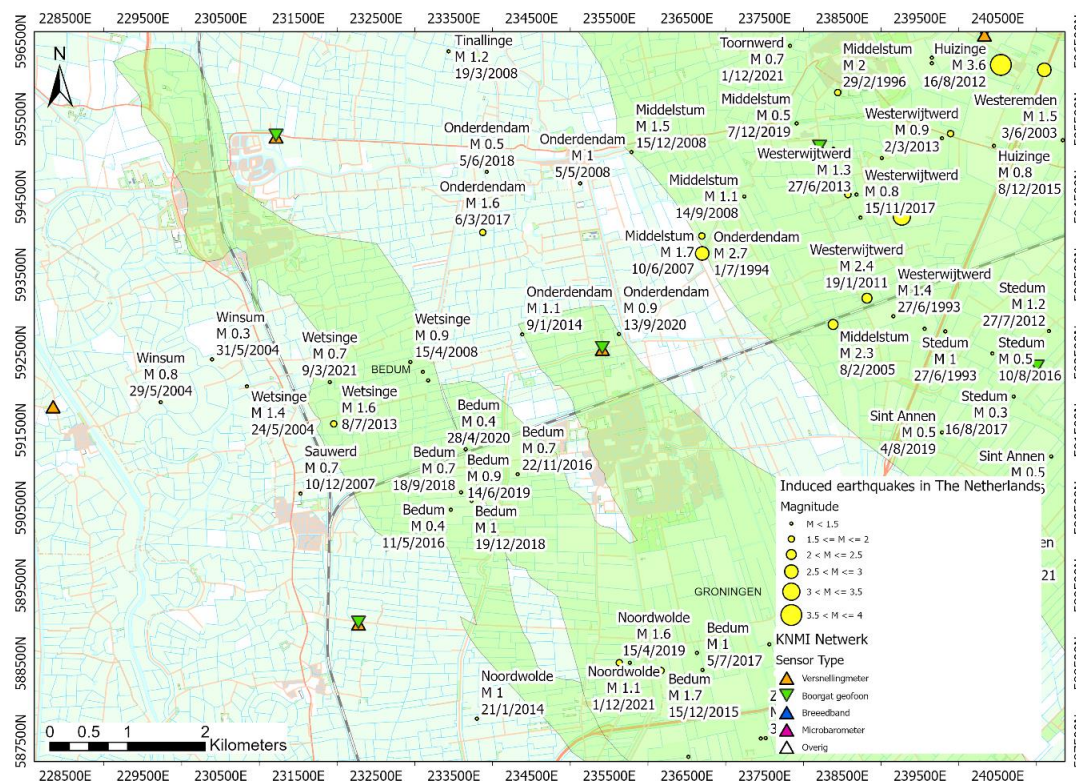 228500E
229500E
230500E
231500E
232500E
233500E
234500E
235500E
236500E
237500E
238500E
239500E
240500E
596500N
595500N
594500N
593500N
592500N
591500N
590500N
589500N
588500N
587500N
N
Tinallinge
M 1.2
19/3/2008
Toornwerd
M 0.7
1/12/2021
Middelstum
M 2
29/2/1996
Huizinge
M 3.6
16/8/2012
Westeremden
M 1.5
3/6/2003
Middelstum
M 0.5
7/12/2019
Middelstum
M 1.5
15/12/2008
Westerwijtwerd
M 0.9
2/3/2013
Huizinge
M 0.8
8/12/2015
Onderdendam
M 0.5
5/6/2018
Onderdendam
M 1
5/5/2008
Westerwijtwerd
M 1.3
27/6/2013
Westerwijtwerd
M 0.8
15/11/2017
Onderdendam
M 1.6
6/3/2017
Middelstum
M 1.1
14/9/2008
Middelstum
M 1.7
10/6/2007
Onderdendam
M 2.7
1/7/1994
Westerwijtwerd
M 2.4
19/1/2011
Westerwijtwerd
M 1.4
27/6/1993
Stedum
M 1.2
27/7/2012
Onderdendam
M 1.1
9/1/2014
Onderdendam
M 0.9
13/9/2020
Winsum
M 0.3
31/5/2004
Wetsinge
M 0.7
9/3/2021
Wetsinge
M 0.9
15/4/2008
Middelstum
M 2.3
8/2/2005
Stedum
M 1
27/6/1993
Stedum
M 0.5
10/8/2016
Winsum
M 0.8
29/5/2004
BEDUM
Wetsinge
M 1.4
24/5/2004
Wetsinge
M 1.6
8/7/2013
Bedum
M 0.4
28/4/2020
Stedum
M 0.3
16/8/2017
Sint Annen
M 0.5
4/8/2019
Bedum
M 0.7
22/11/2016
Sauwerd
M 0.7
10/12/2007
Bedum
M 0.7
18/9/2018
Bedum
M 0.9
14/6/2019
Sint Annen
M 0.5
Bedum
M 0.4
11/5/2016
Bedum
M 1
19/12/2018
GRONINGEN
Noordwolde
M 1.6
15/4/2019
Bedum
M 1
5/7/2017
Noordwolde
M 1.1
1/12/2021
Bedum
M 1.7
15/12/2015
Noordwolde
M 1
21/1/2014
21
Induced earthquakes in The Netherlands
Magnitude
M < 1.5
1.5 <= M <= 2
2 < M <= 2.5
2.5 < M <= 3
3 < M <= 3.5
3.5 < M <= 4
KNMI Netwerk
Sensor Type
Versnellingmeter
Boorgat geofoon
Breeedband
Microbarometer
Overig
0 0.5 1 2
Kilometers
228500E
229500E
230500E
231500E
232500E
233500E
234500E
235500E
236500E
237500E
238500E
239500E
240500E